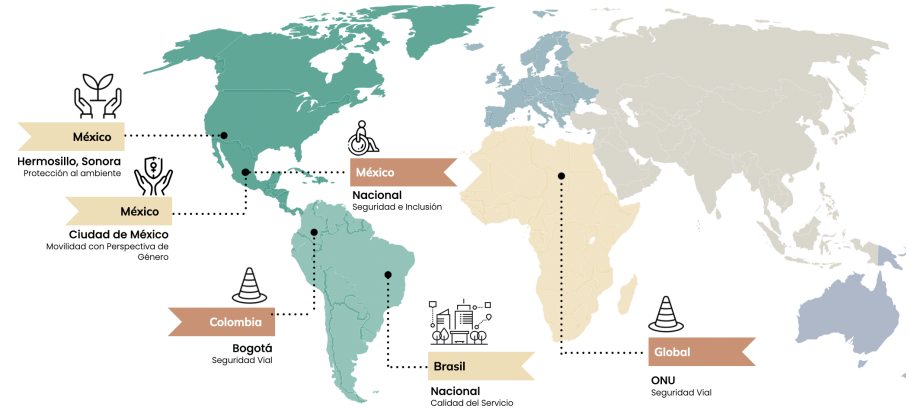 México
Hermosillo, Sonora
Protección al ambiente
México
Ciudad de México
Movilidad con Perspectiva de
Género
México
Nacional
Seguridad e Inclusión
Colombia
Bogotá
Seguridad Vial
Brasil
Nacional
Calidad del Servicio
Global
ONU
Seguridad Vial